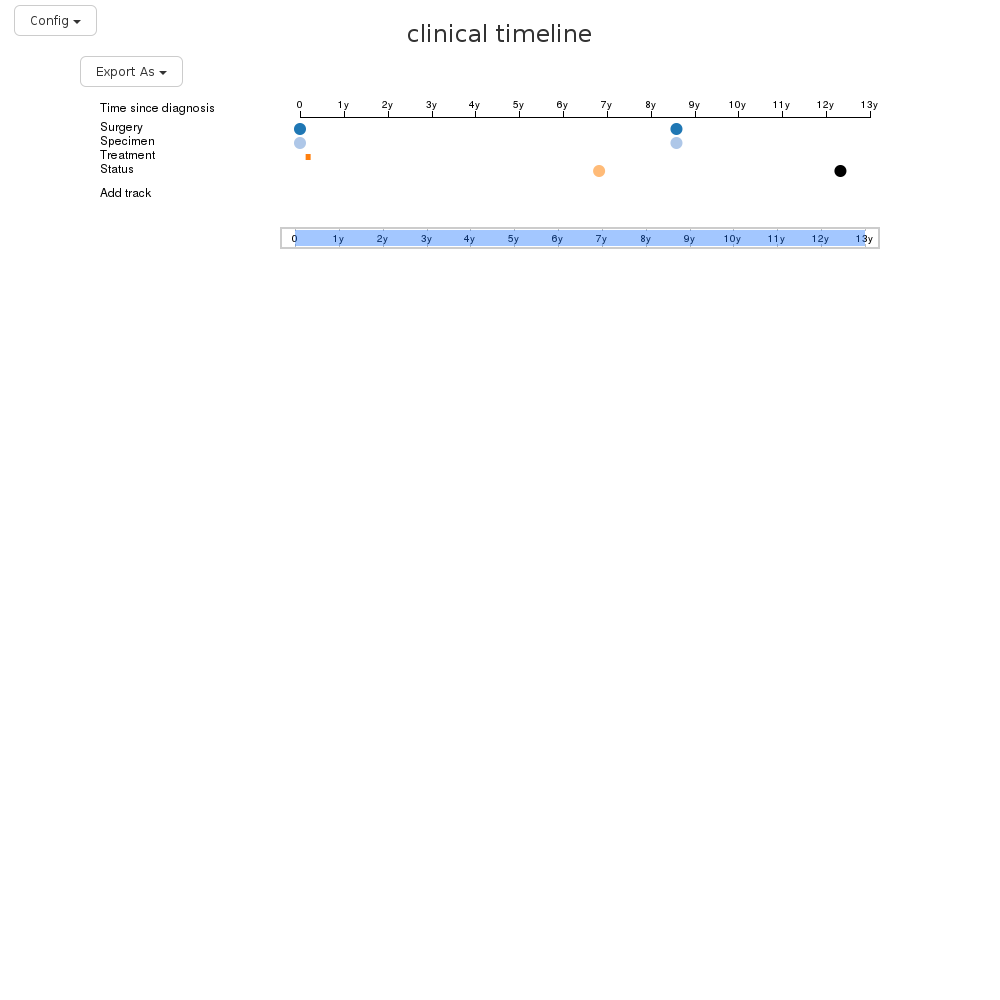 Config
clinical timeline
Export As
Time since diagnosis 0 1y 2y 3y 4y 5y 6y 7y 8y 9y 10y 11y 12y 13y
Surgery
Specimen
Treatment
Status
Add track
0 1y 2y 3y 4y 5y 6y 7y 8y 9y 10y 11y 12y 13y